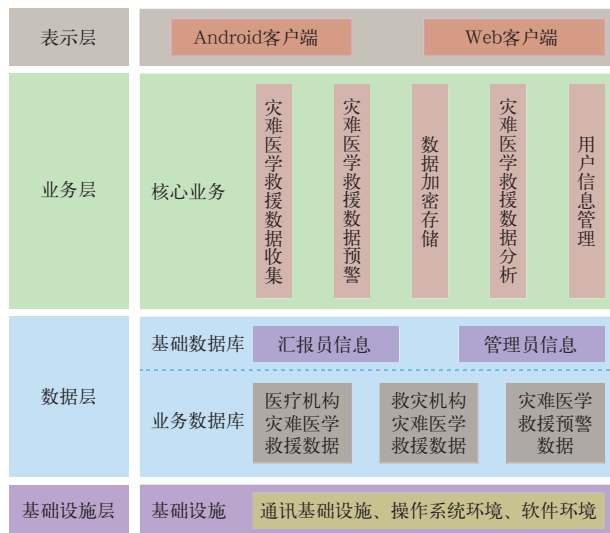 表示层
Android客户端
Web客户端
业务层
核心业务
灾难医学救援数据收集
灾难医学救援数据预警
数据加密存储
灾难医学救援数据分析
用户信息管理
数据层
基础数据库
汇报员信息
管理员信息
业务数据库
医疗机构
灾难医学
救援数据
救灾机构
灾难医学
救援数据
灾难医学
救援预警
数据
基础设施层
基础设施
通讯基础设施、操作系统环境、软件环境